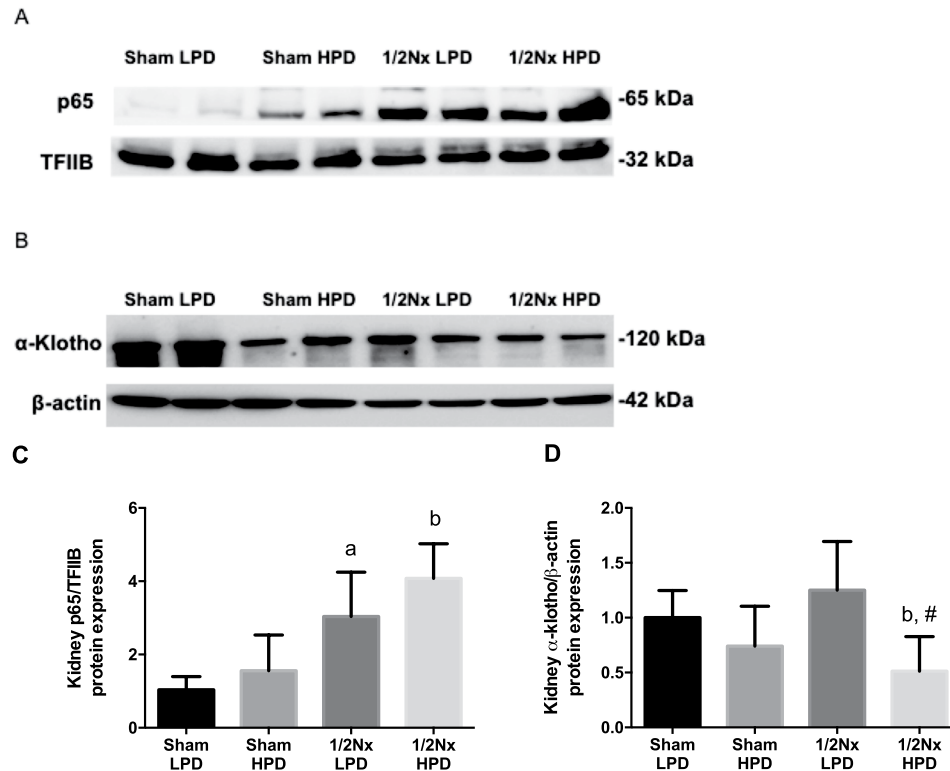 A
Sham LPD Sham HPD 1/2Nx LPD 1/2Nx HPD
p65 -65 kDa
TFIIB -32 kDa
B
Sham LPD Sham HPD 1/2Nx LPD 1/2Nx HPD
α-Klotho -120 kDa
β-actin -42 kDa
C
Kidney p65/TFIIB
protein expression
6
4
2
0
a
b
Sham Sham 1/2Nx 1/2Nx
LPD HPD LPD HPD
D
Kidney α-klotho/β-actin
protein expression
2.0
1.5
1.0
0.5
0.0
b, #
Sham Sham 1/2Nx 1/2Nx
LPD HPD LPD HPD